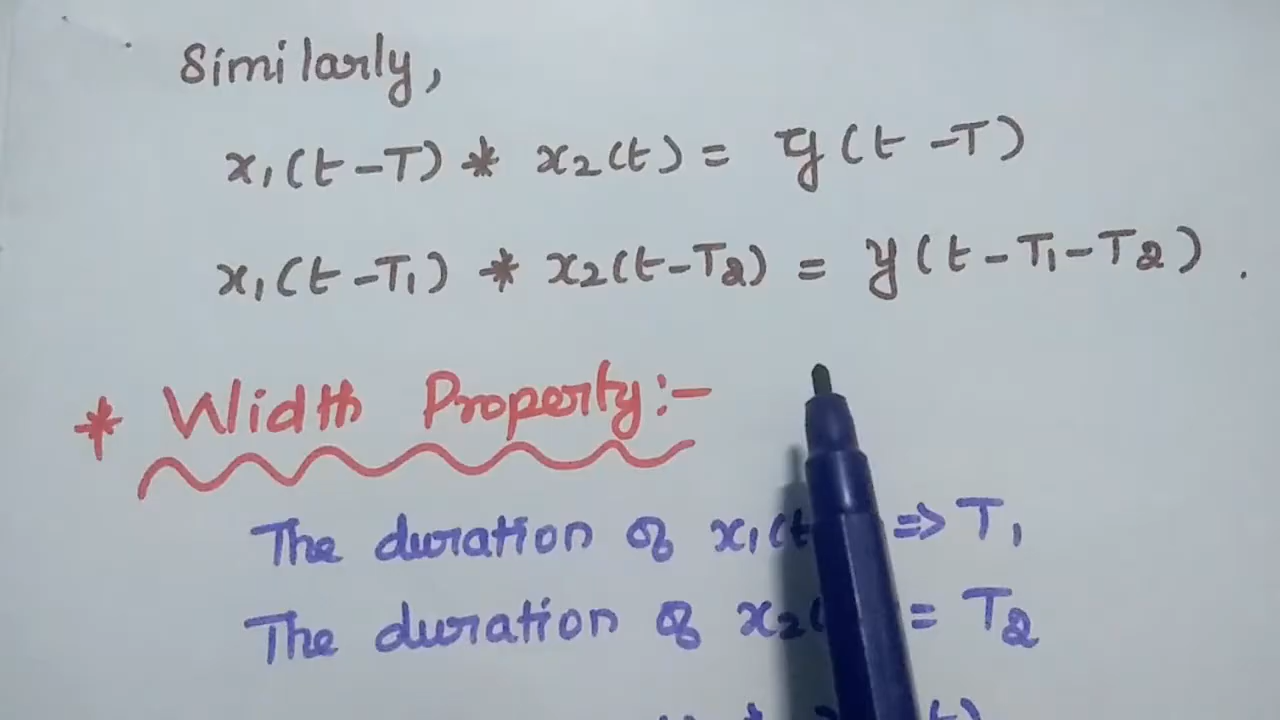 Similarly,
x₁(t-T) * x₂(t) = y(t-T)
x₁(t-T₁) * x₂(t-T₂) = y(t-T₁-T₂).
* Width Property:-
The duration of x₁(t ⇒ T₁
The duration of x₂( = T₂